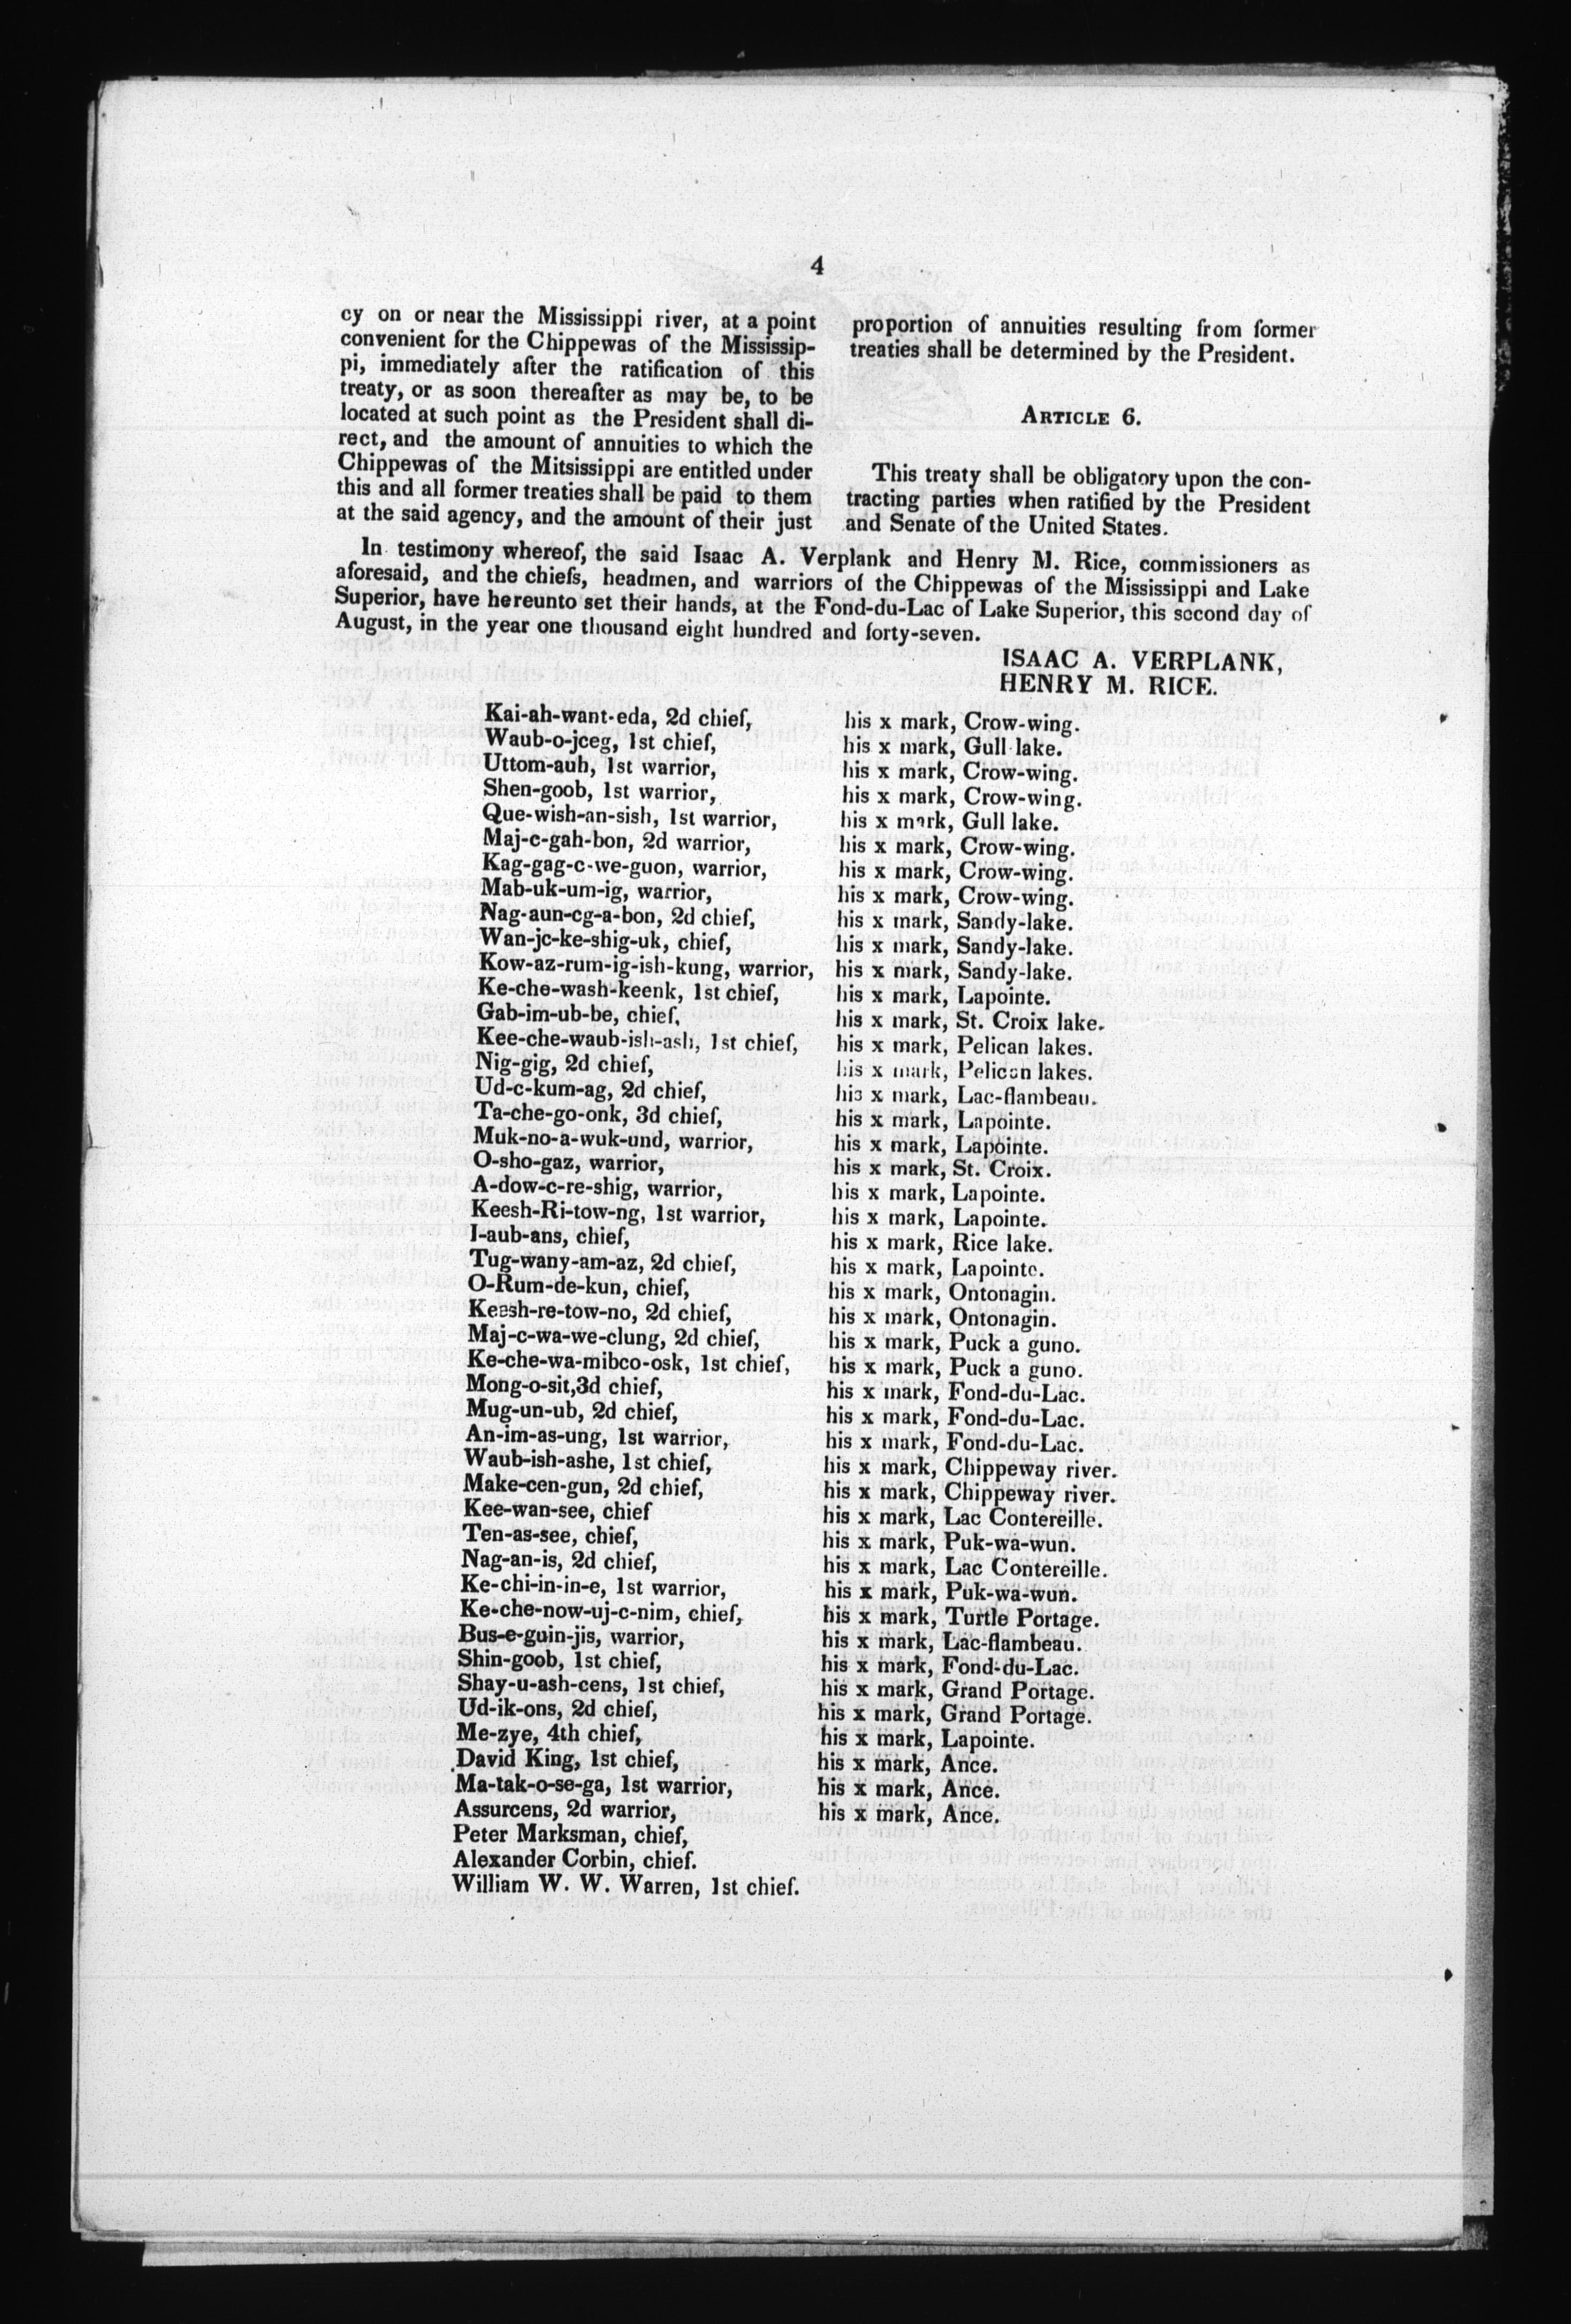 4
cy on or near the Mississippi river, at a point
convenient for the Chippewas of the Mississip-
pi, immediately after the ratification of this
treaty, or as soon thereafter as may be, to be
located at such point as the President shall di-
rect, and the amount of annuities to which the
Chippewas of the Mitsissippi are entitled under
this and all former treaties shall be paid to them
at the said agency, and the amount of their just
proportion of annuities resulting from former
treaties shall be determined by the President.
ARTICLE 6.
This treaty shall be obligatory upon the con-
tracting parties when ratified by the President
and Senate of the United States.
In testimony whereof, the said Isaac A. Verplank and Henry M. Rice, commissioners as
aforesaid, and the chiefs, headmen, and warriors of the Chippewas of the Mississippi and Lake
Superior, have hereunto set their hands, at the Fond-du-Lac of Lake Superior, this second day of
August, in the year one thousand eight hundred and forty-seven.
ISAAC A. VERPLANK,
HENRY M. RICE.
Kai-ah-want-eda, 2d chief, his x mark, Crow-wing.
Waub-o-jceg, 1st chief, his x mark, Gull lake.
Uttom-auh, 1st warrior, his x mark, Crow-wing.
Shen-goob, 1st warrior, his x mark, Crow-wing.
Que-wish-an-sish, 1st warrior, his x mark, Gull lake.
Maj-c-gah-bon, 2d warrior, his x mark, Crow-wing.
Kag-gag-c-we-guon, warrior, his x mark, Crow-wing.
Mab-uk-um-ig, warrior, his x mark, Crow-wing.
Nag-aun-cg-a-bon, 2d chief, his x mark, Sandy-lake.
Wan-jc-ke-shig-uk, chief, his x mark, Sandy-lake.
Kow-az-rum-ig-ish-kung, warrior, his x mark, Sandy-lake.
Ke-che-wash-keenk, 1st chief, his x mark, Lapointe.
Gab-im-ub-be, chief, his x mark, St. Croix lake.
Kee-che-waub-ish-ash, 1st chief, his x mark, Pelican lakes.
Nig-gig, 2d chief, his x mark, Pelican lakes.
Ud-c-kum-ag, 2d chief, his x mark, Lac-flambeau.
Ta-che-go-onk, 3d chief, his x mark, Lapointe.
Muk-no-a-wuk-und, warrior, his x mark, Lapointe.
O-sho-gaz, warrior, his x mark, St. Croix.
A-dow-c-re-shig, warrior, his x mark, Lapointe.
Keesh-Ri-tow-ng, 1st warrior, his x mark, Lapointe.
I-aub-ans, chief, his x mark, Rice lake.
Tug-wany-am-az, 2d chief, his x mark, Lapointe.
O-Rum-de-kun, chief, his x mark, Ontonagin.
Keesh-re-tow-no, 2d chief, his x mark, Ontonagin.
Maj-c-wa-we-clung, 2d chief, his x mark, Puck a guno.
Ke-che-wa-mibco-osk, 1st chief, his x mark, Puck a guno.
Mong-o-sit,3d chief, his x mark, Fond-du-Lac.
Mug-un-ub, 2d chief, his x mark, Fond-du-Lac.
An-im-as-ung, 1st warrior, his x mark, Fond-du-Lac.
Waub-ish-ashe, 1st chief, his x mark, Chippeway river.
Make-cen-gun, 2d chief, his x mark, Chippeway river.
Kee-wan-see, chief his x mark, Lac Contereille.
Ten-as-see, chief, his x mark, Puk-wa-wun.
Nag-an-is, 2d chief, his x mark, Lac Contereille.
Ke-chi-in-in-e, 1st warrior, his x mark, Puk-wa-wun.
Ke-che-now-uj-c-nim, chief, his x mark, Turtle Portage.
Bus-e-guin-jis, warrior, his x mark, Lac-flambeau.
Shin-goob, 1st chief, his x mark, Fond-du-Lac.
Shay-u-ash-cens, 1st chief, his x mark, Grand Portage.
Ud-ik-ons, 2d chief, his x mark, Grand Portage.
Me-zye, 4th chief, his x mark, Lapointe.
David King, 1st chief, his x mark, Ance.
Ma-tak-o-se-ga, 1st warrior, his x mark, Ance.
Assurcens, 2d warrior, his x mark, Ance.
Peter Marksman, chief,
Alexander Corbin, chief.
William W. W. Warren, 1st chief.